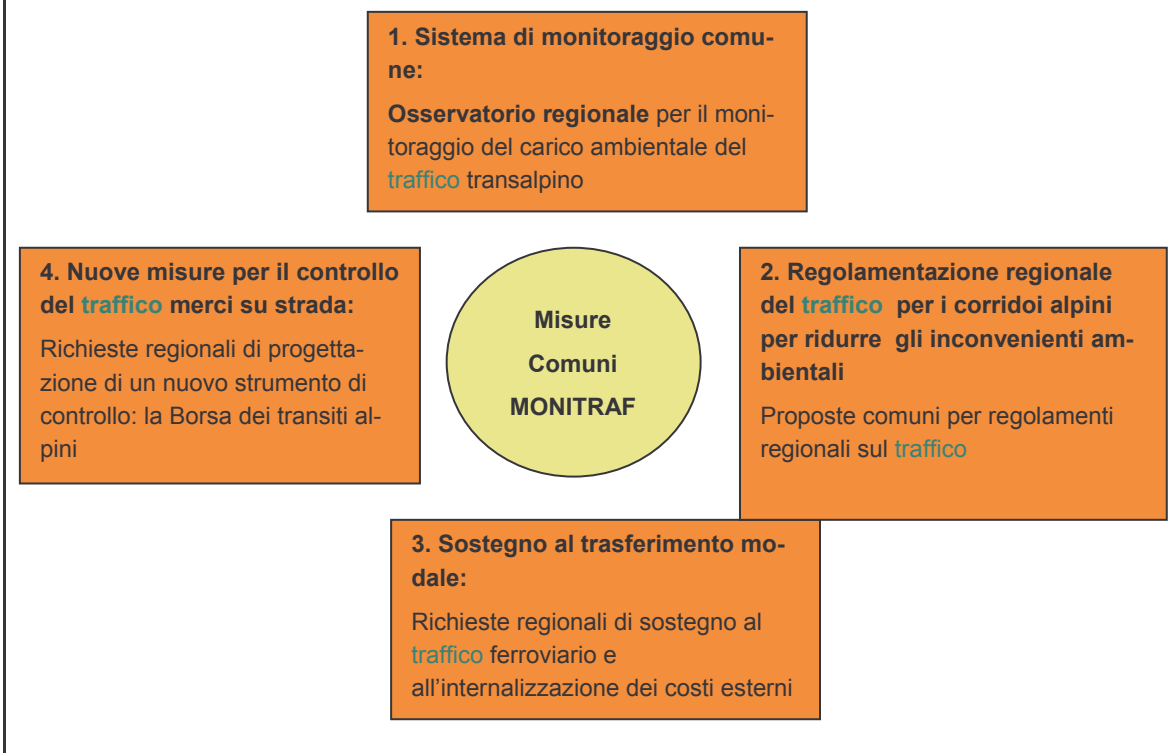 1. Sistema di monitoraggio comu-
ne:
Osservatorio regionale per il moni-
toraggio del carico ambientale del
traffico transalpino
4. Nuove misure per il controllo
del traffico merci su strada:
Richieste regionali di progetta-
zione di un nuovo strumento di
controllo: la Borsa dei transiti al-
pini
Misure
Comuni
MONITRAF
2. Regolamentazione regionale
del traffico per i corridoi alpini
per ridurre gli inconvenienti am-
bientali
Proposte comuni per regolamenti
regionali sul traffico
3. Sostegno al trasferimento mo-
dale:
Richieste regionali di sostegno al
traffico ferroviario e
all'internalizzazione dei costi esterni